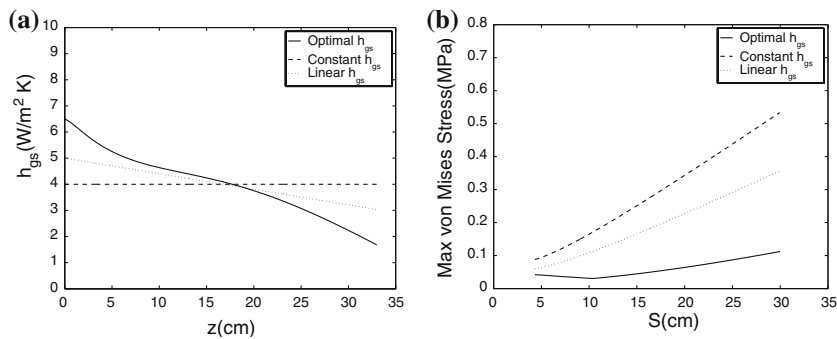 (a)
10
9
8
7
6
5
4
3
2
1
0
h_gs(W/m² K)
0 5 10 15 20 25 30 35
z(cm)
Optimal h_gs
Constant h_gs
Linear h_gs
(b)
0.8
0.7
0.6
0.5
0.4
0.3
0.2
0.1
0
Max von Mises Stress(MPa)
0 5 10 15 20 25 30 35
S(cm)
Optimal h_gs
Constant h_gs
Linear h_gs